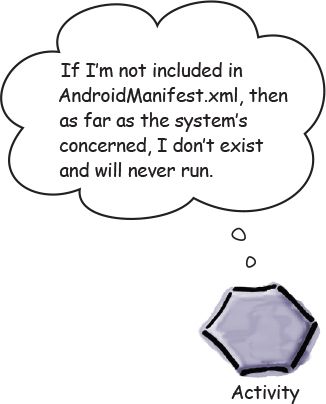 If I'm not included in
AndroidManifest.xml, then
as far as the system's
concerned, I don't exist
and will never run.
Activity